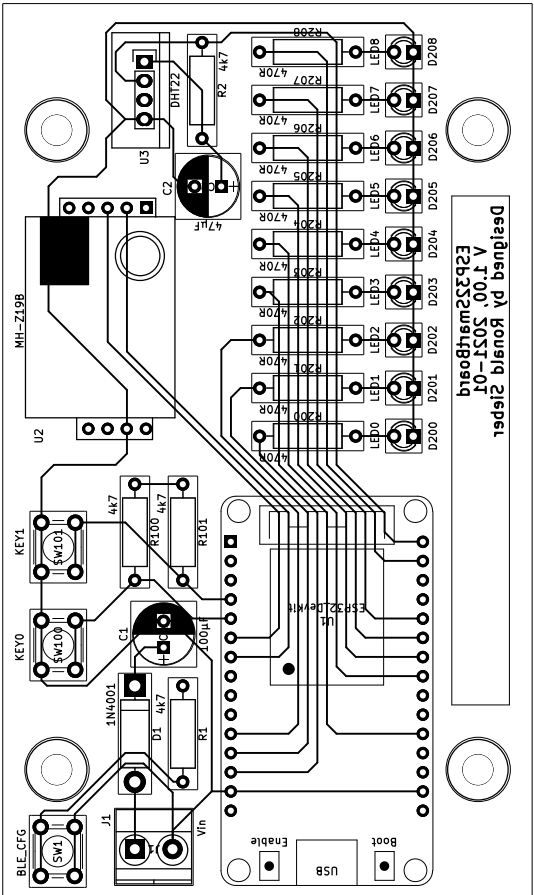 R208
4k7
470R
LED8
D208
DHT22
R2
R207
470R
LED7
D207
U3
R206
470R
LED6
D206
C2
R205
470R
LED5
D205
47µF
R204
470R
LED4
D204
R203
470R
LED3
D203
MH-Z19B
R202
470R
LED2
D202
R201
470R
LED1
D201
U2
R200
470R
LED0
D200
Designed by Ronald Sieber
V 1.00, 2021-01
ESP32SmartBoard
KEY1
SW101
4k7
R100
4k7
R101
KEY0
SW100
C1
100µF
ESP32_DevKit
U1
1N4001
D1
4k7
R1
BLE_CFG
SW1
J1
J1
Vin
Enable
USB
Boot